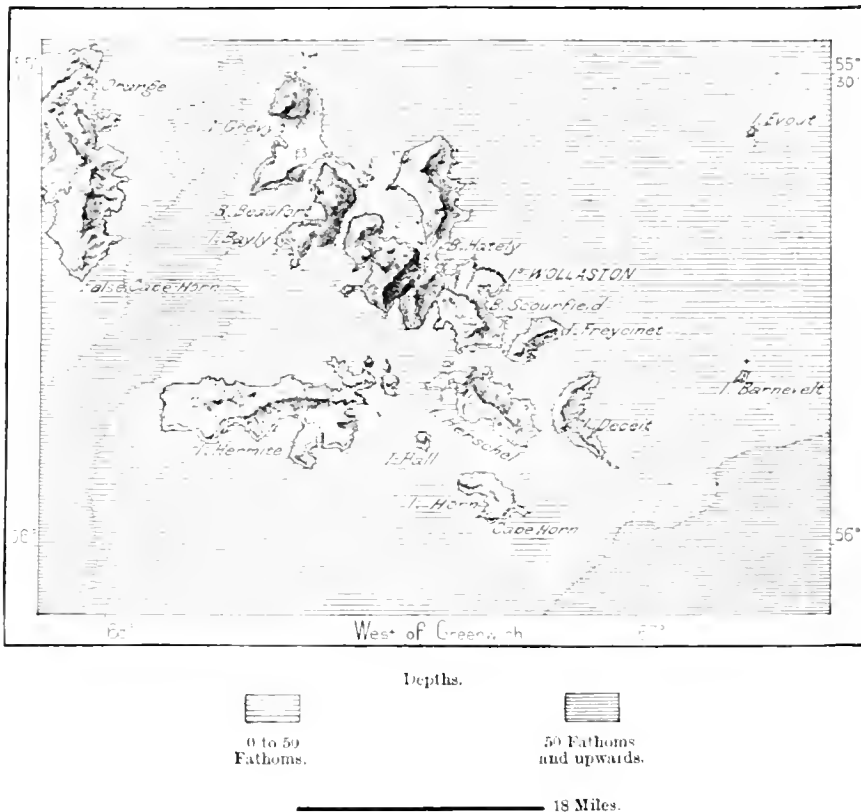 55°
30'
B. Orange
I. Evout
I. Grevy
B. Beaufort
I. Bayly
B. Hately
Is WOLLASTON
False Cape Horn
B. Scourfield
I. Freycinet
I. Barnevelt
I. Deceit
Herschel
I. Hermite
I. Hall
I. Horn
Cape Horn
56°
56°
West of Greenwich
Depths.
0 to 50
Fathoms.
50 Fathoms
and upwards.
18 Miles.